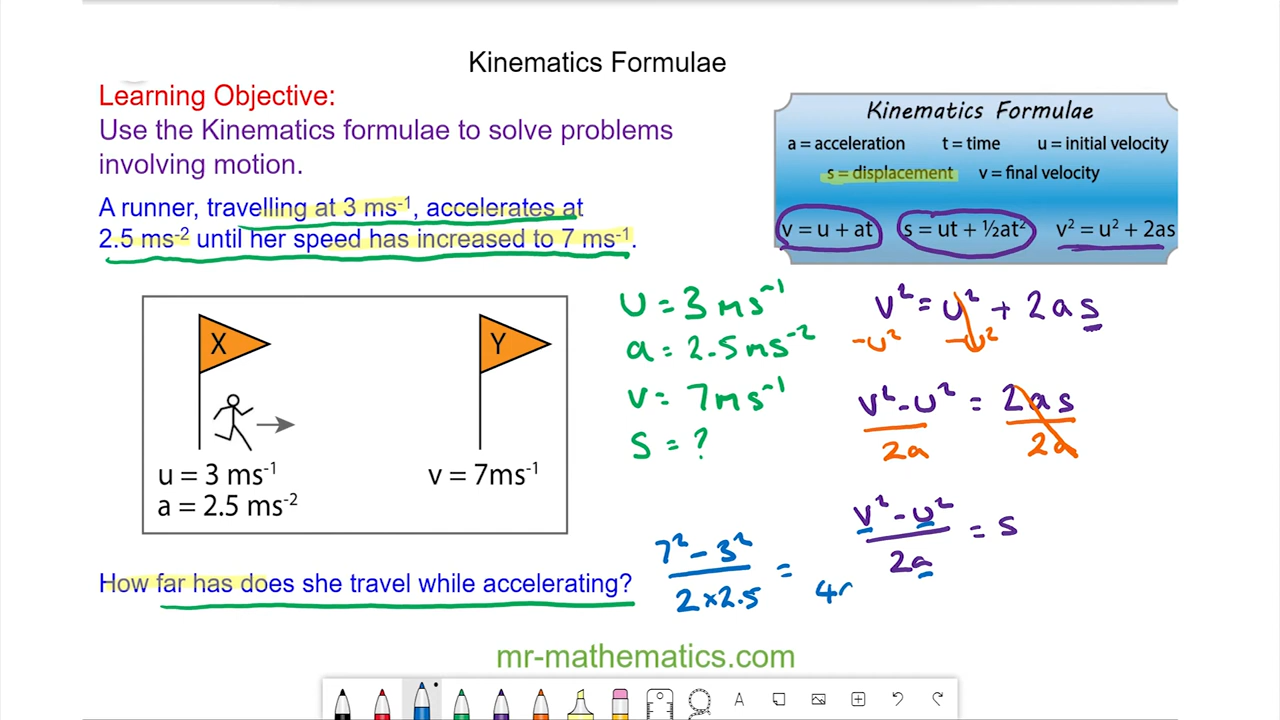 Kinematics Formulae
Learning Objective:
Use the Kinematics formulae to solve problems
involving motion.
A runner, travelling at 3 ms⁻¹, accelerates at
2.5 ms⁻² until her speed has increased to 7 ms⁻¹.
Kinematics Formulae
a = acceleration t = time u = initial velocity
s = displacement v = final velocity
v = u + at s = ut + ½at² v² = u² + 2as
X
Y
u = 3 ms⁻¹
a = 2.5 ms⁻²
v = 7ms⁻¹
How far has does she travel while accelerating?
u = 3 ms⁻¹
a = 2.5 ms⁻²
v = 7 ms⁻¹
s = ?
v² = u² + 2as
-u² -u²
v² - u² = 2as
2a 2a
v² - u² = s
2a
7² - 3² =
2 × 2.5
mr-mathematics.com
A